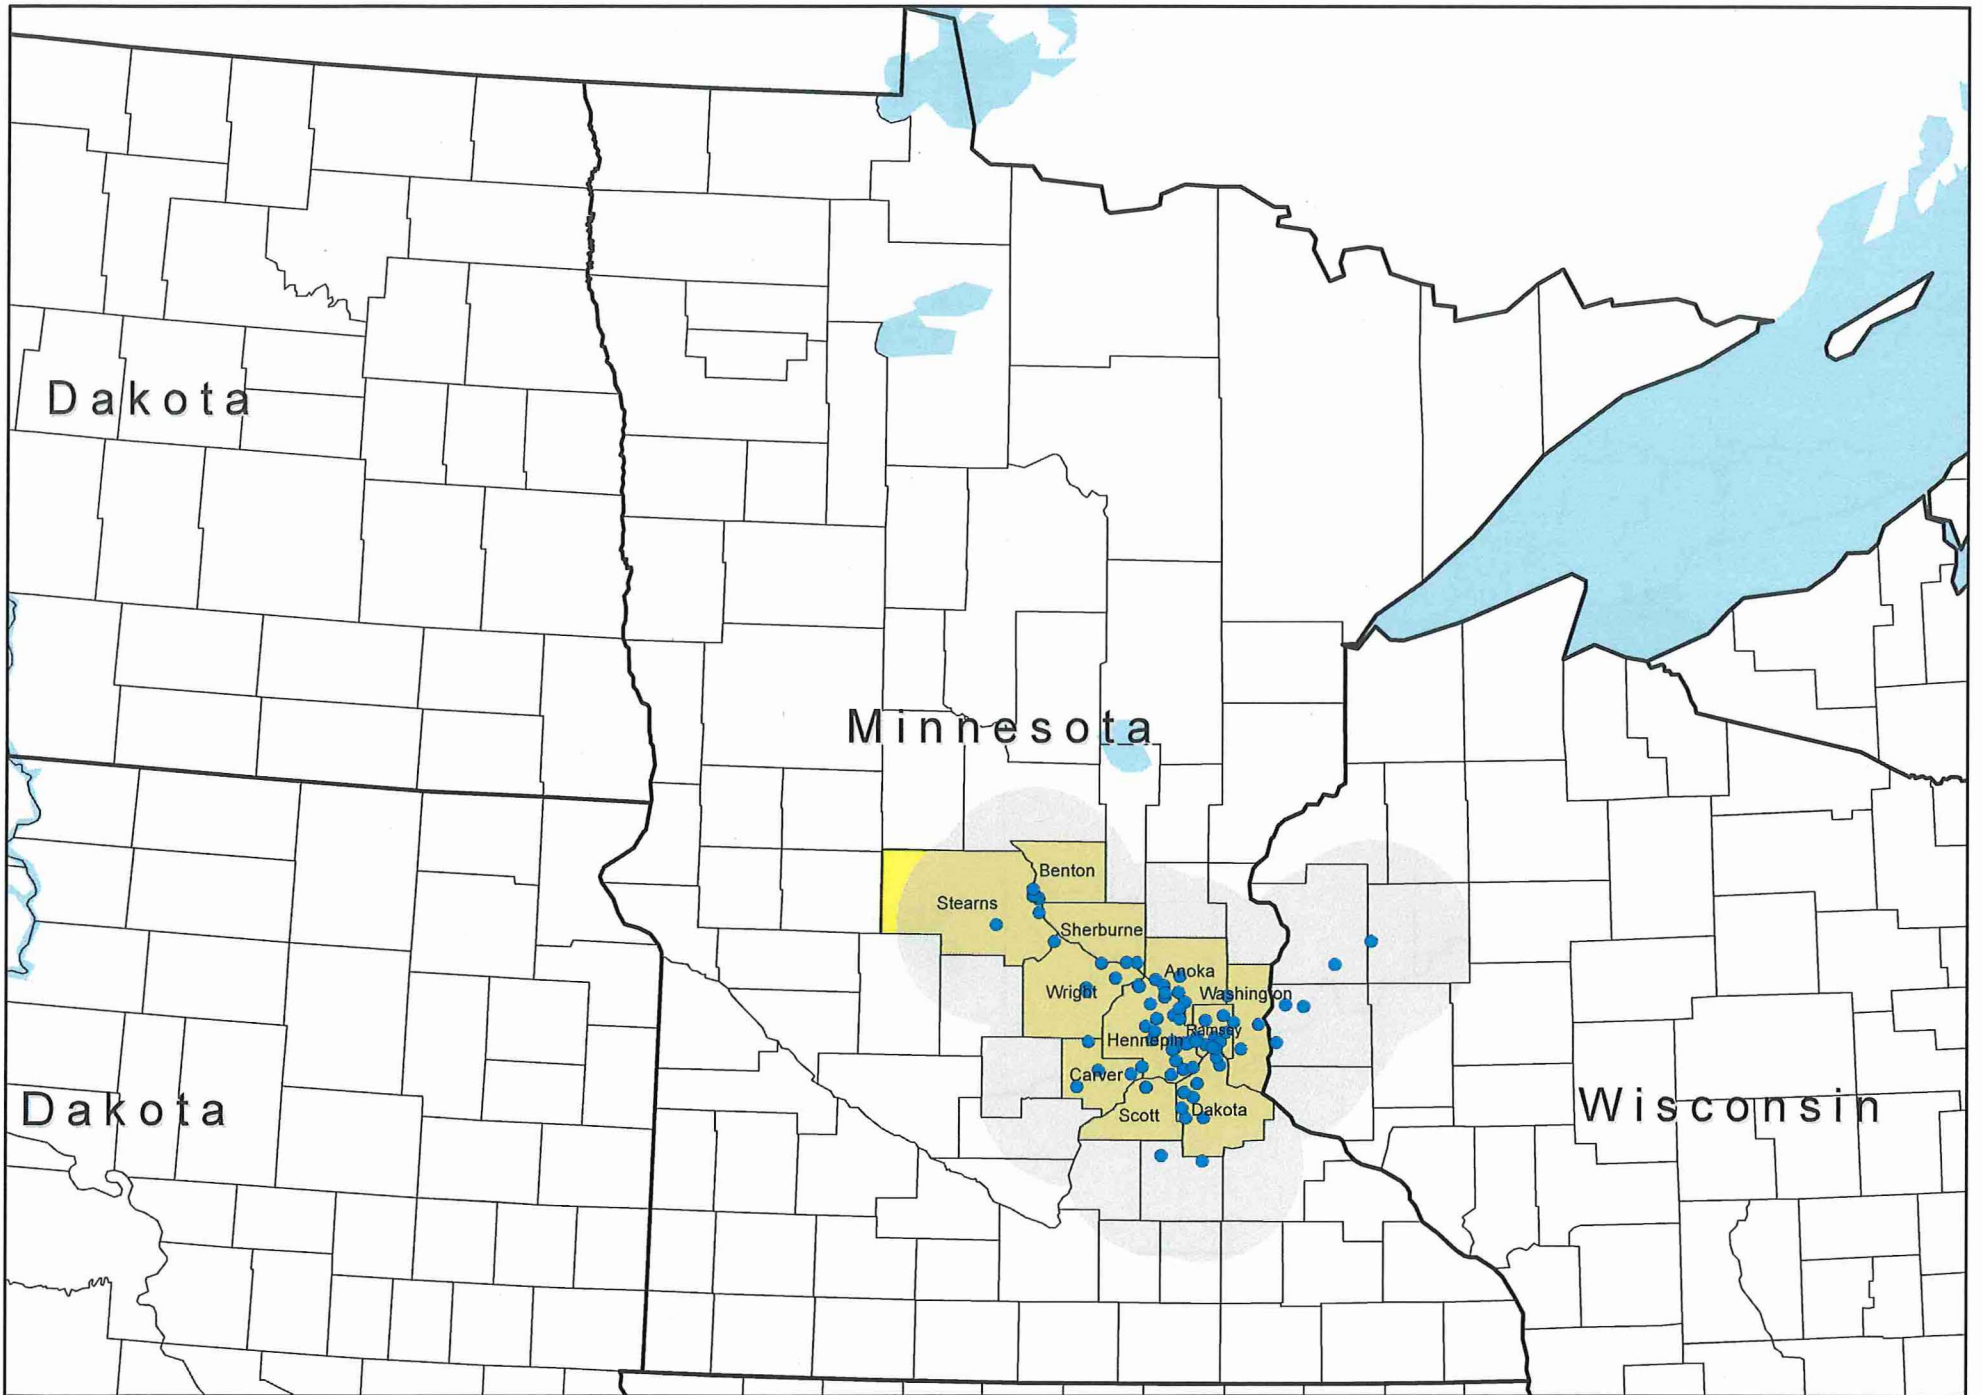 Dakota
Minnesota
Benton
Stearns
Sherburne
Anoka
Wright
Washington
Ramsey
Hennepin
Carver
Scott
Dakota
Dakota
Wisconsin